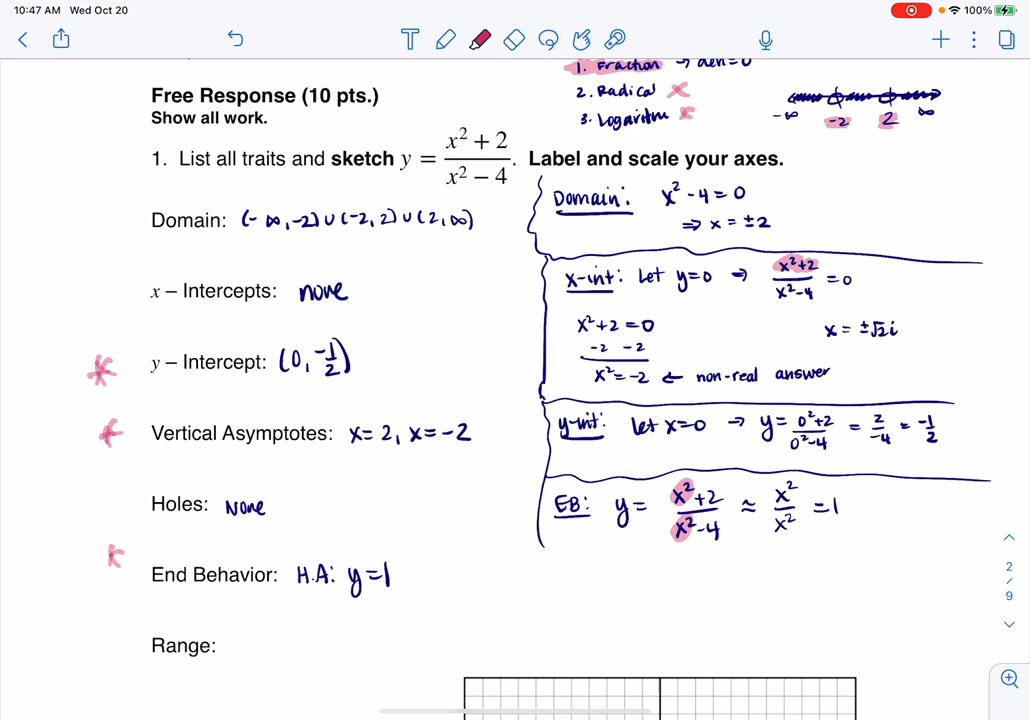 10:47 AM Wed Oct 20
100%
1. Fraction → den=0
2. Radical ×
3. Logaritm ×
-∞ -2 2 ∞
Free Response (10 pts.)
Show all work.
1. List all traits and sketch y = (x² + 2)/(x² − 4). Label and scale your axes.
Domain: (-∞,-2)∪(-2,2)∪(2,∞)
x – Intercepts: none
y – Intercept: (0, -1/2)
Vertical Asymptotes: x=2, x=-2
Holes: None
End Behavior: H.A: y=1
Range:
Domain: x²-4=0
⇒ x=±2
x-int: Let y=0 ⇒ (x²+2)/(x²-4) = 0
x²+2=0 x = ±√2i
-2 -2
x²=-2 ← non-real answer
y-int: let x=0 → y = (0²+2)/(0²-4) = 2/-4 = -1/2
EB: y = (x²+2)/(x²-4) ≈ x²/x² = 1
2
/
9